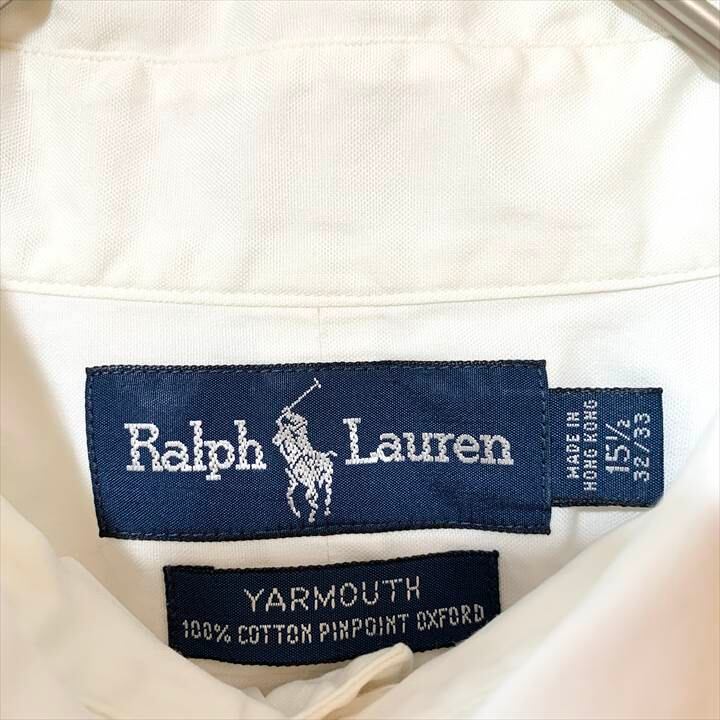 Ralph Lauren
MADE IN
HONG KONG
15½
32/33
YARMOUTH
100% COTTON PINPOINT OXFORD